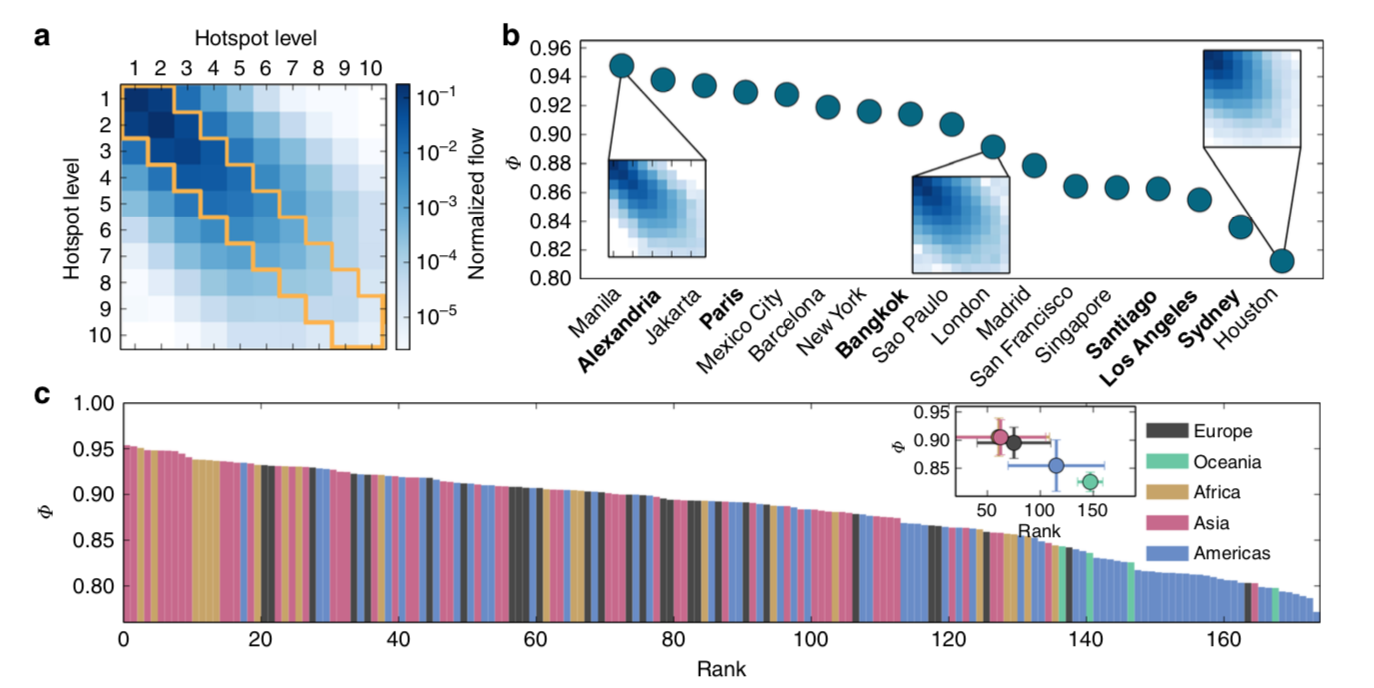 a
Hotspot level
1 2 3 4 5 6 7 8 9 10
Hotspot level
1
2
3
4
5
6
7
8
9
10
10⁻¹
10⁻²
10⁻³
10⁻⁴
10⁻⁵
Normalized flow
b
Φ
0.96
0.94
0.92
0.90
0.88
0.86
0.84
0.82
0.80
Manila
Alexandria
Jakarta
Paris
Mexico City
Barcelona
New York
Bangkok
Sao Paulo
London
Madrid
San Francisco
Singapore
Santiago
Los Angeles
Sydney
Houston
c
Φ
1.00
0.95
0.90
0.85
0.80
0 20 40 60 80 100 120 140 160
Rank
Φ
0.95
0.90
0.85
50 100 150
Rank
Europe
Oceania
Africa
Asia
Americas